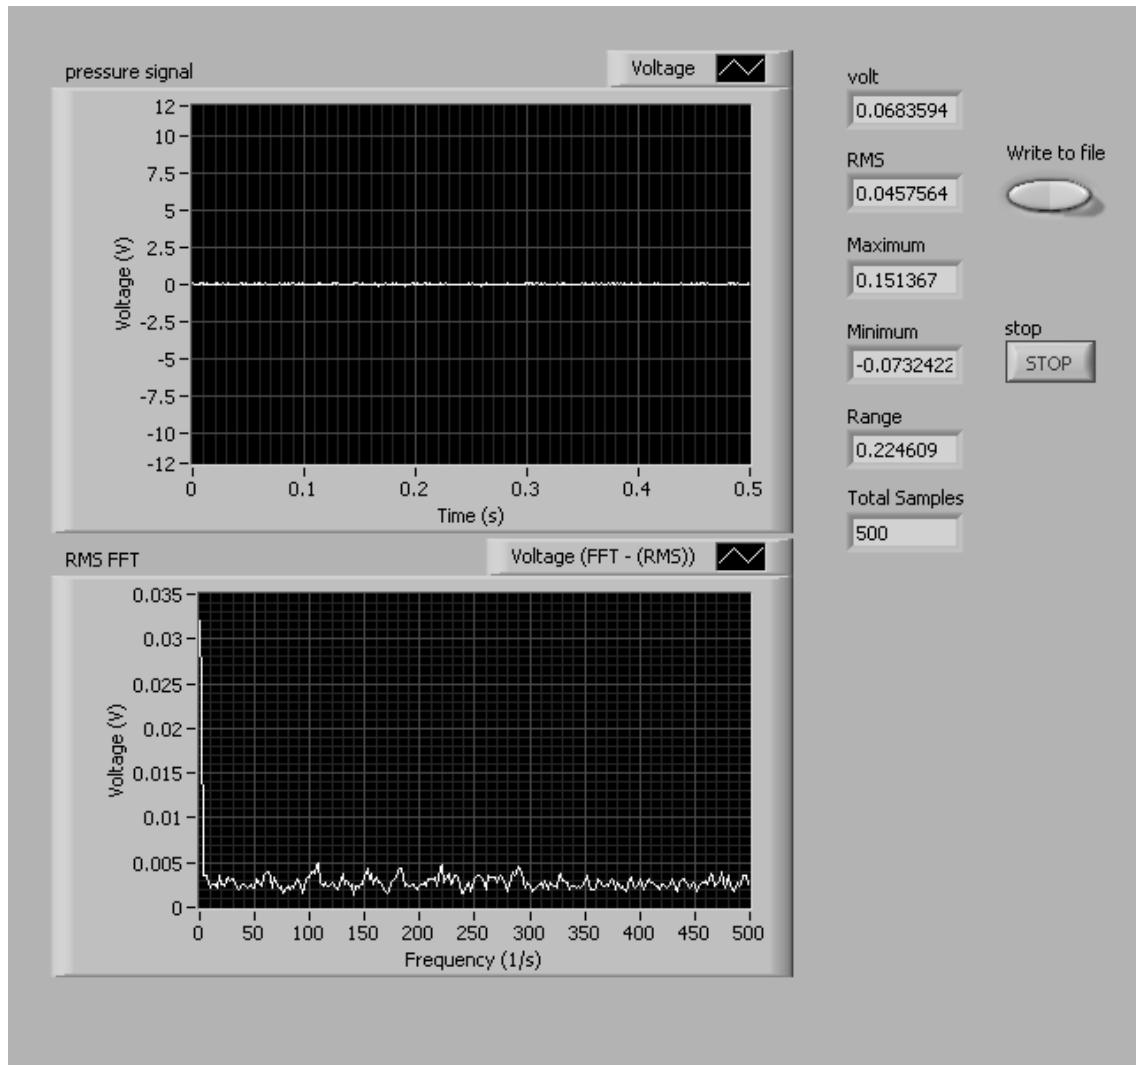 pressure signal
Voltage
12
10
7.5
5
2.5
0
-2.5
-5
-7.5
-10
-12
Voltage (V)
0 0.1 0.2 0.3 0.4 0.5
Time (s)
RMS FFT
Voltage (FFT - (RMS))
0.035
0.03
0.025
0.02
0.015
0.01
0.005
0
Voltage (V)
0 50 100 150 200 250 300 350 400 450 500
Frequency (1/s)
volt
0.0683594
RMS
0.0457564
Maximum
0.151367
Minimum
-0.0732422
Range
0.224609
Total Samples
500
Write to file
stop
STOP